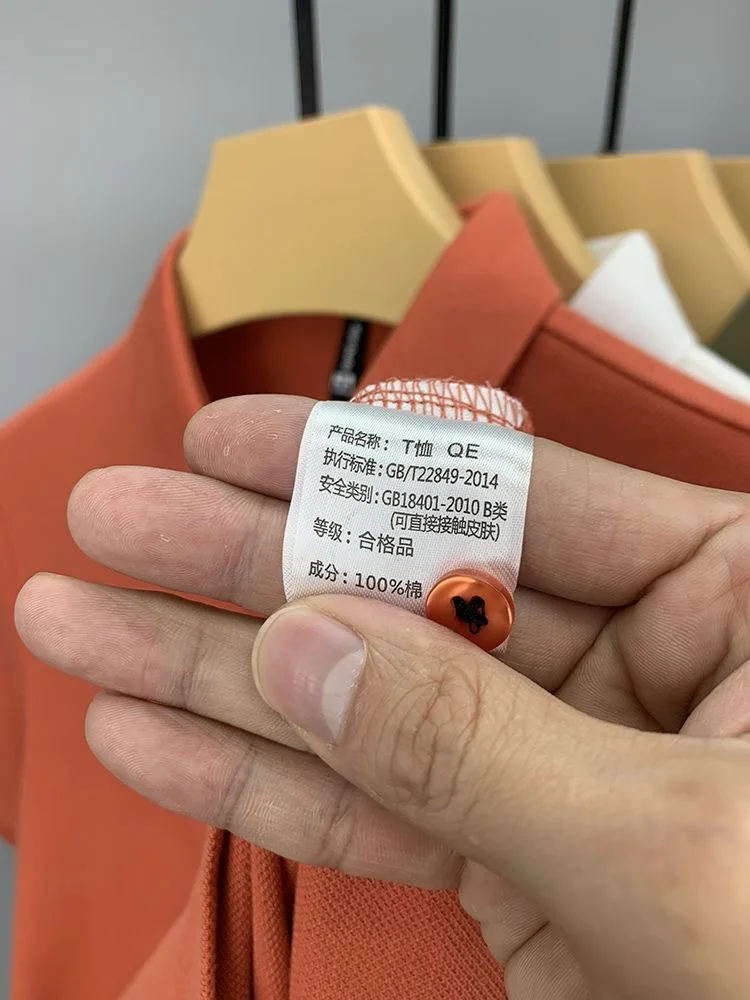 产品名称：T恤 QE
执行标准：GB/T22849-2014
安全类别：GB18401-2010 B类
(可直接接触皮肤)
等级：合格品
成分：100%棉